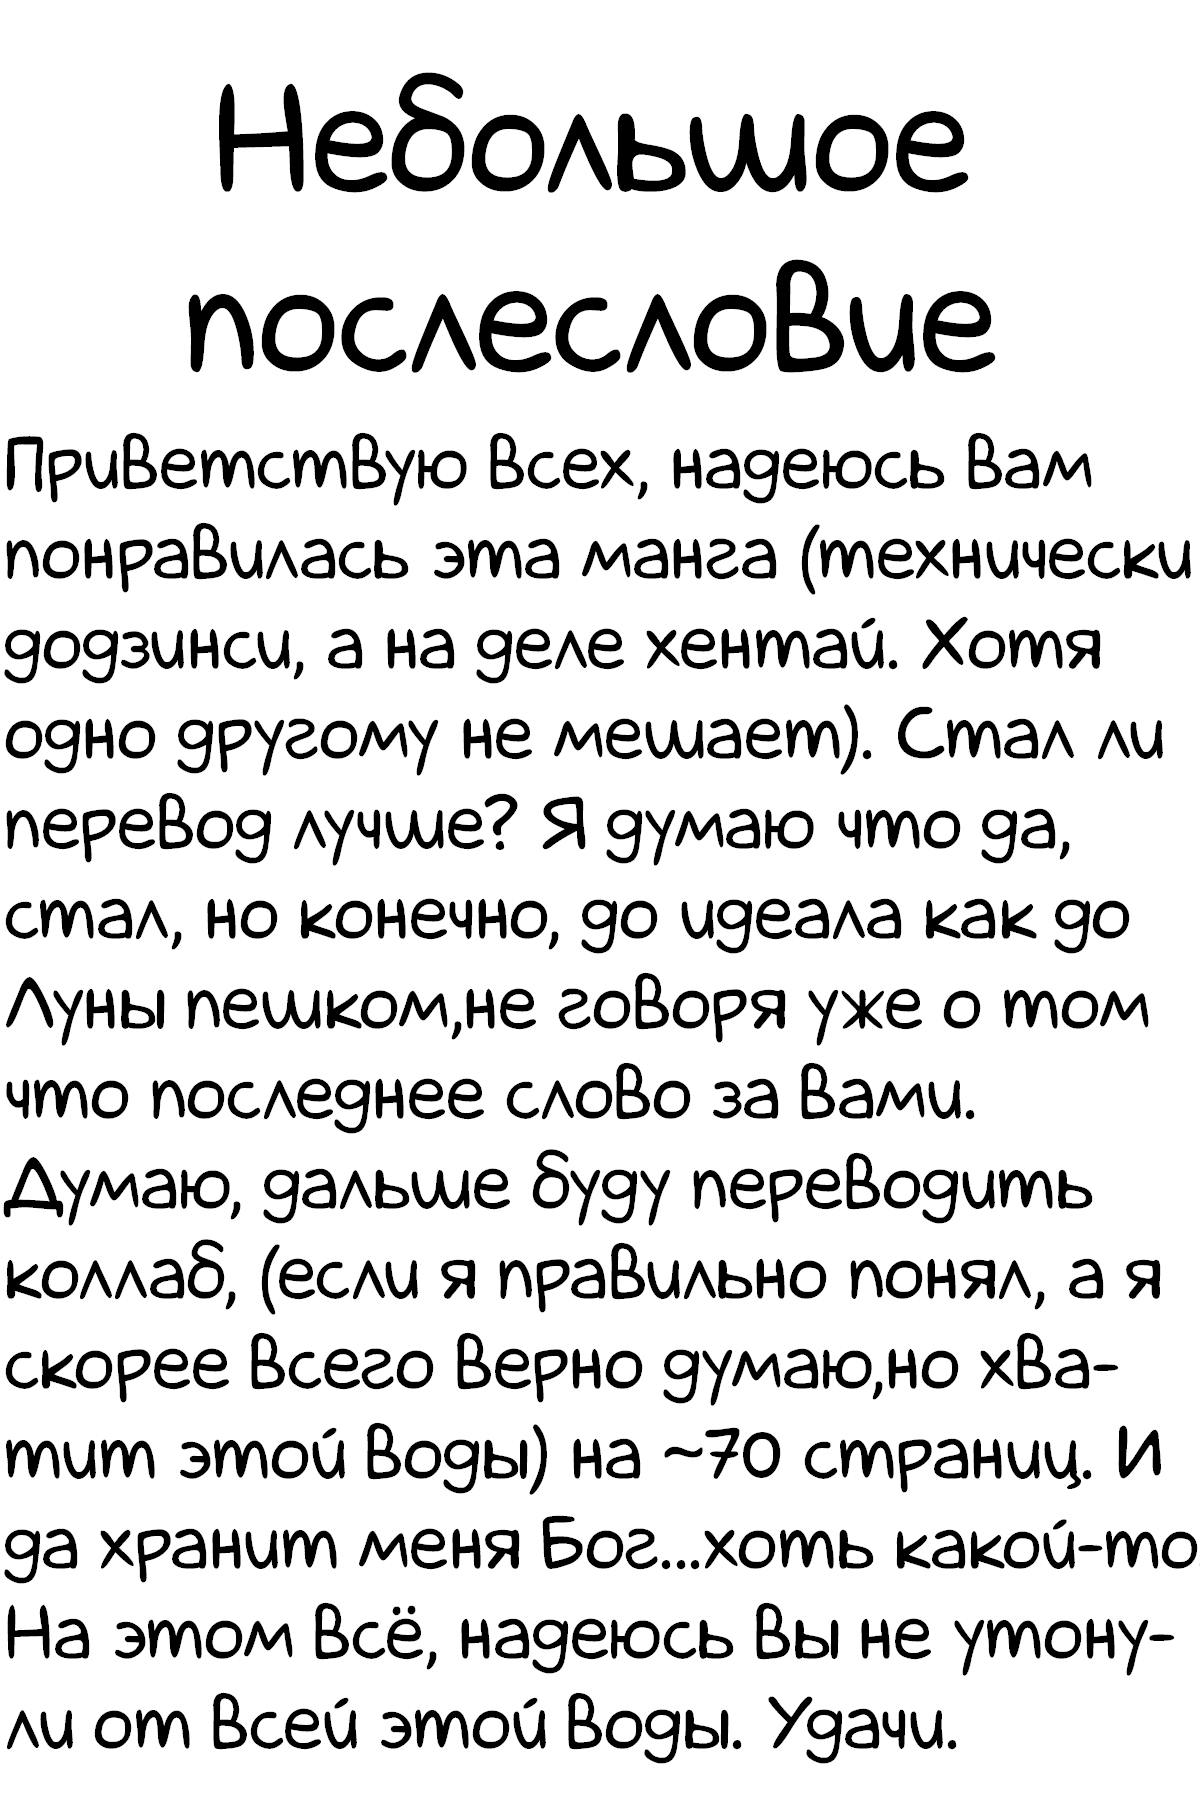 Небольшое
послесловие
Приветствую всех, надеюсь вам
понравилась эта манга (технически
додзинси, а на деле хентай. Хотя
одно другому не мешает). Стал ли
перевод лучше? Я думаю что да,
стал, но конечно, до идеала как до
Луны пешком,не говоря уже о том
что последнее слово за вами.
Думаю, дальше буду переводить
коллаб, (если я правильно понял, а я
скорее всего верно думаю,но хва-
тит этой воды) на ~70 страниц. И
да хранит меня Бог...хоть какой-то
На этом всё, надеюсь вы не утону-
ли от всей этой воды. Удачи.